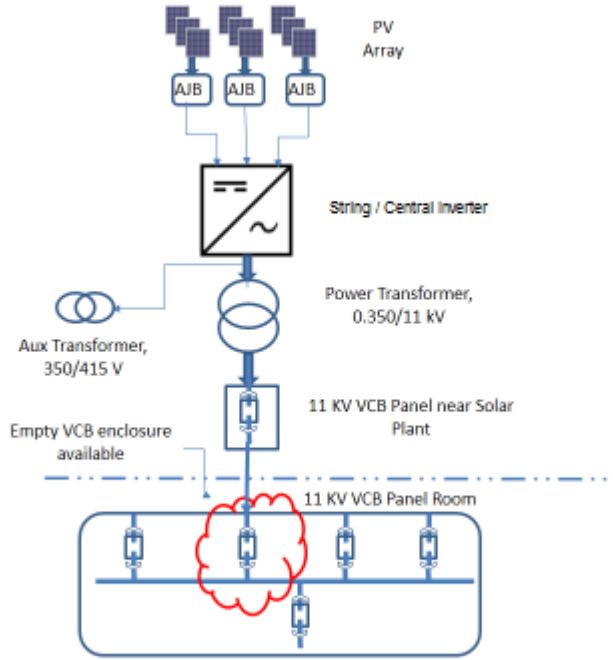 PV
Array
AJB AJB AJB
String / Central Inverter
Power Transformer,
0.350/11 kV
Aux Transformer,
350/415 V
11 KV VCB Panel near Solar
Plant
Empty VCB enclosure
available
11 KV VCB Panel Room